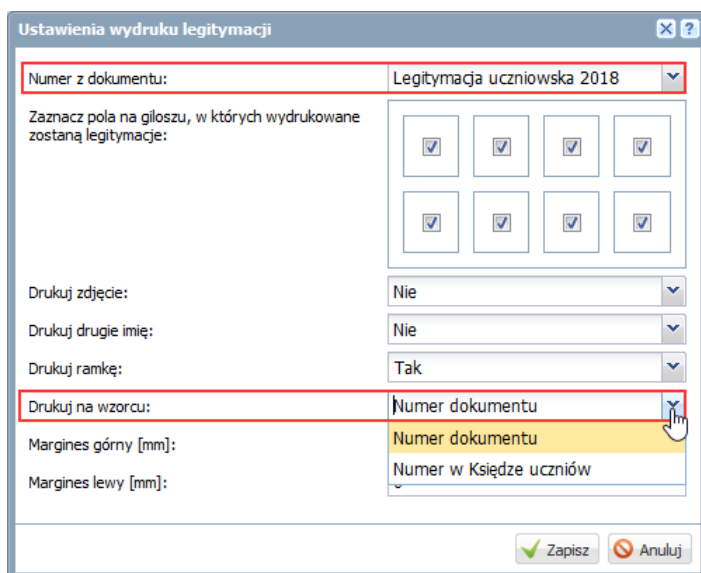 Ustawienia wydruku legitymacji
Numer z dokumentu: Legitymacja uczniowska 2018
Zaznacz pola na giloszu, w których wydrukowane
zostaną legitymacje:
Drukuj zdjęcie: Nie
Drukuj drugie imię: Nie
Drukuj ramkę: Tak
Drukuj na wzorcu: Numer dokumentu
Margines górny [mm]: Numer dokumentu
Numer w Księdze uczniów
Margines lewy [mm]:
Zapisz Anuluj